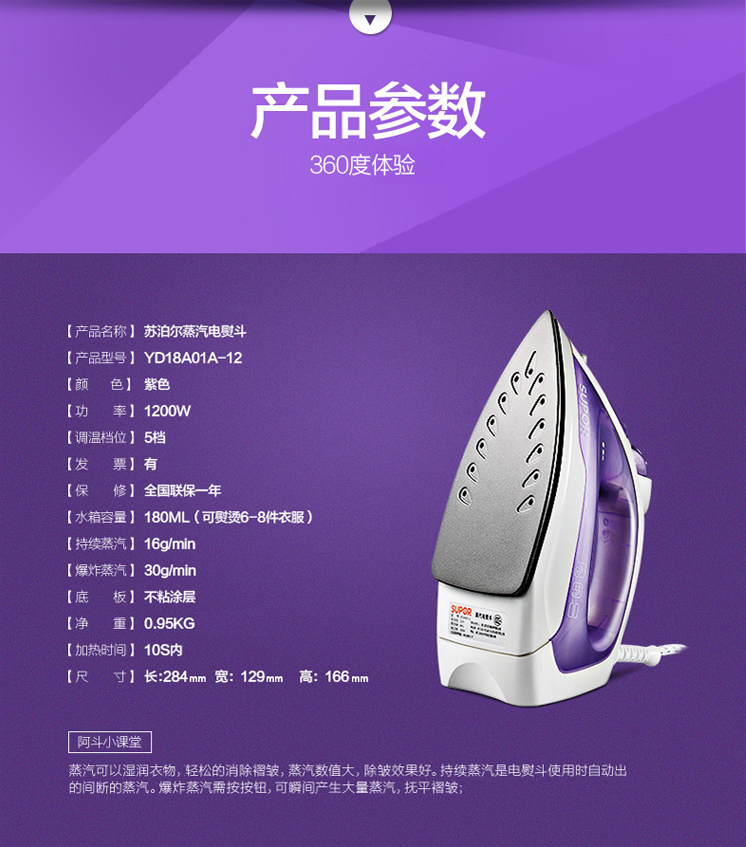 产品参数
360度体验
【产品名称】 苏泊尔蒸汽电熨斗
【产品型号】 YD18A01A-12
【颜 色】 紫色
【功 率】 1200W
【调温档位】 5档
【发 票】 有
【保 修】 全国联保一年
【水箱容量】 180ML（可熨烫6-8件衣服）
【持续蒸汽】 16g/min
【爆炸蒸汽】 30g/min
【底 板】 不粘涂层
【净 重】 0.95KG
【加热时间】 10S内
【尺 寸】 长:284mm 宽: 129mm 高: 166mm
SUPOR
SUPOR 蒸汽电熨斗
阿斗小课堂
蒸汽可以湿润衣物, 轻松的消除褶皱, 蒸汽数值大, 除皱效果好。持续蒸汽是电熨斗使用时自动出
的间断的蒸汽。爆炸蒸汽需按按钮, 可瞬间产生大量蒸汽, 抚平褶皱;